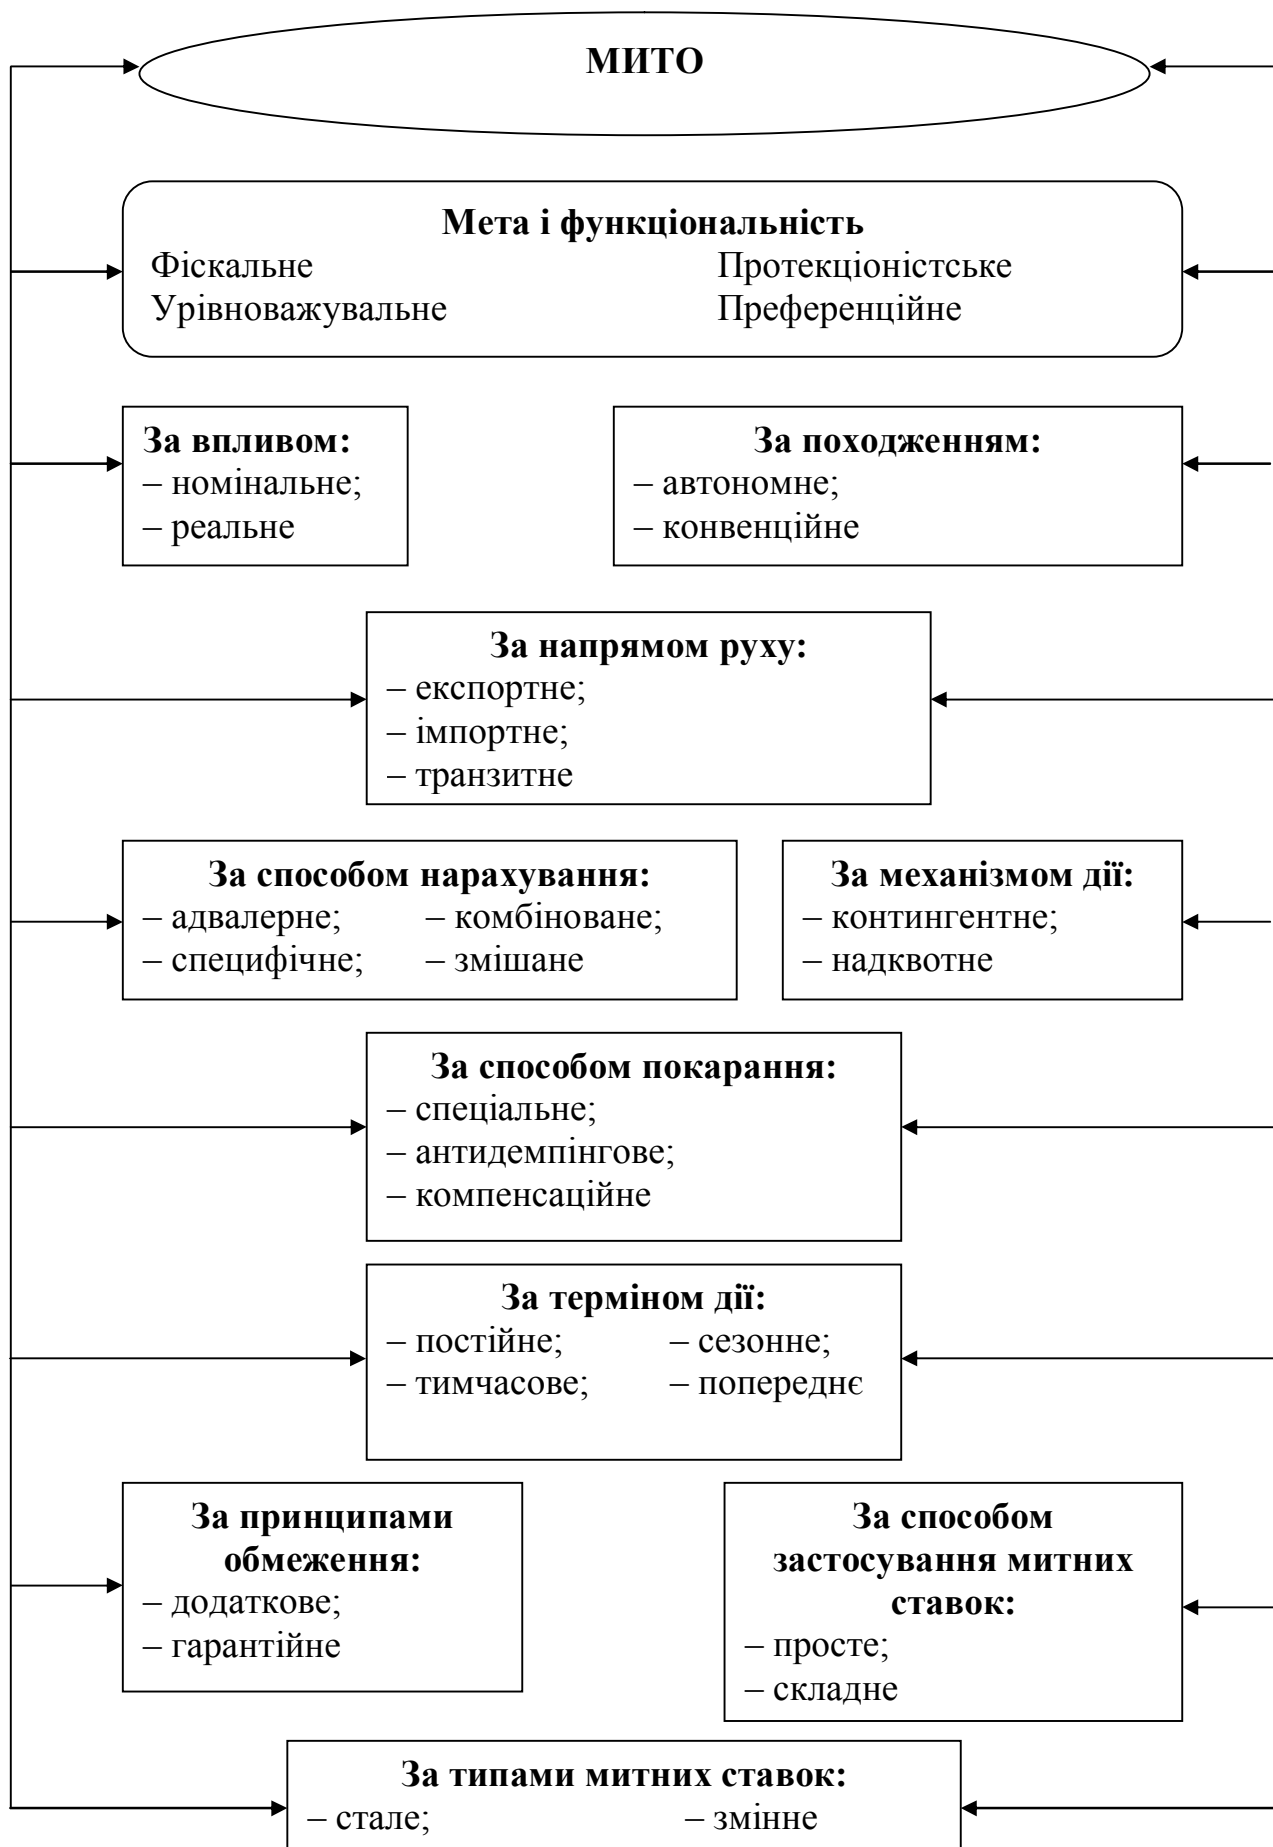 МИТО
Мета і функціональність
Фіскальне Протекціоністське
Урівноважувальне Преференційне
За впливом:
– номінальне;
– реальне
За походженням:
– автономне;
– конвенційне
За напрямом руху:
– експортне;
– імпортне;
– транзитне
За способом нарахування:
– адвалерне; – комбіноване;
– специфічне; – змішане
За механізмом дії:
– контингентне;
– надквотне
За способом покарання:
– спеціальне;
– антидемпінгове;
– компенсаційне
За терміном дії:
– постійне; – сезонне;
– тимчасове; – попереднє
За принципами
обмеження:
– додаткове;
– гарантійне
За способом
застосування митних
ставок:
– просте;
– складне
За типами митних ставок:
– стале; – змінне